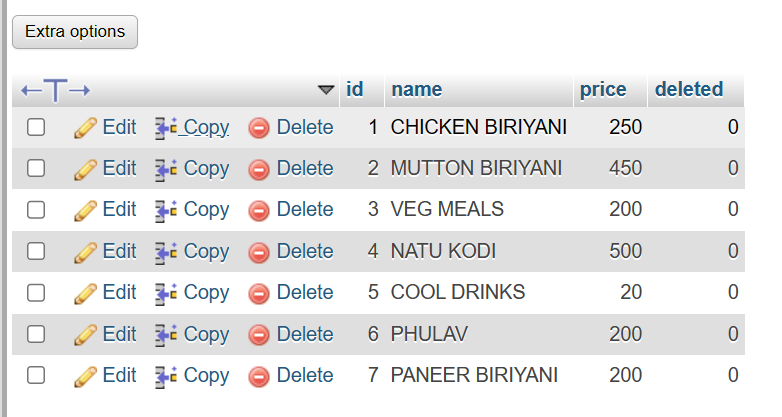 Extra options
←T→ id name price deleted
Edit Copy Delete 1 CHICKEN BIRIYANI 250 0
Edit Copy Delete 2 MUTTON BIRIYANI 450 0
Edit Copy Delete 3 VEG MEALS 200 0
Edit Copy Delete 4 NATU KODI 500 0
Edit Copy Delete 5 COOL DRINKS 20 0
Edit Copy Delete 6 PHULAV 200 0
Edit Copy Delete 7 PANEER BIRIYANI 200 0